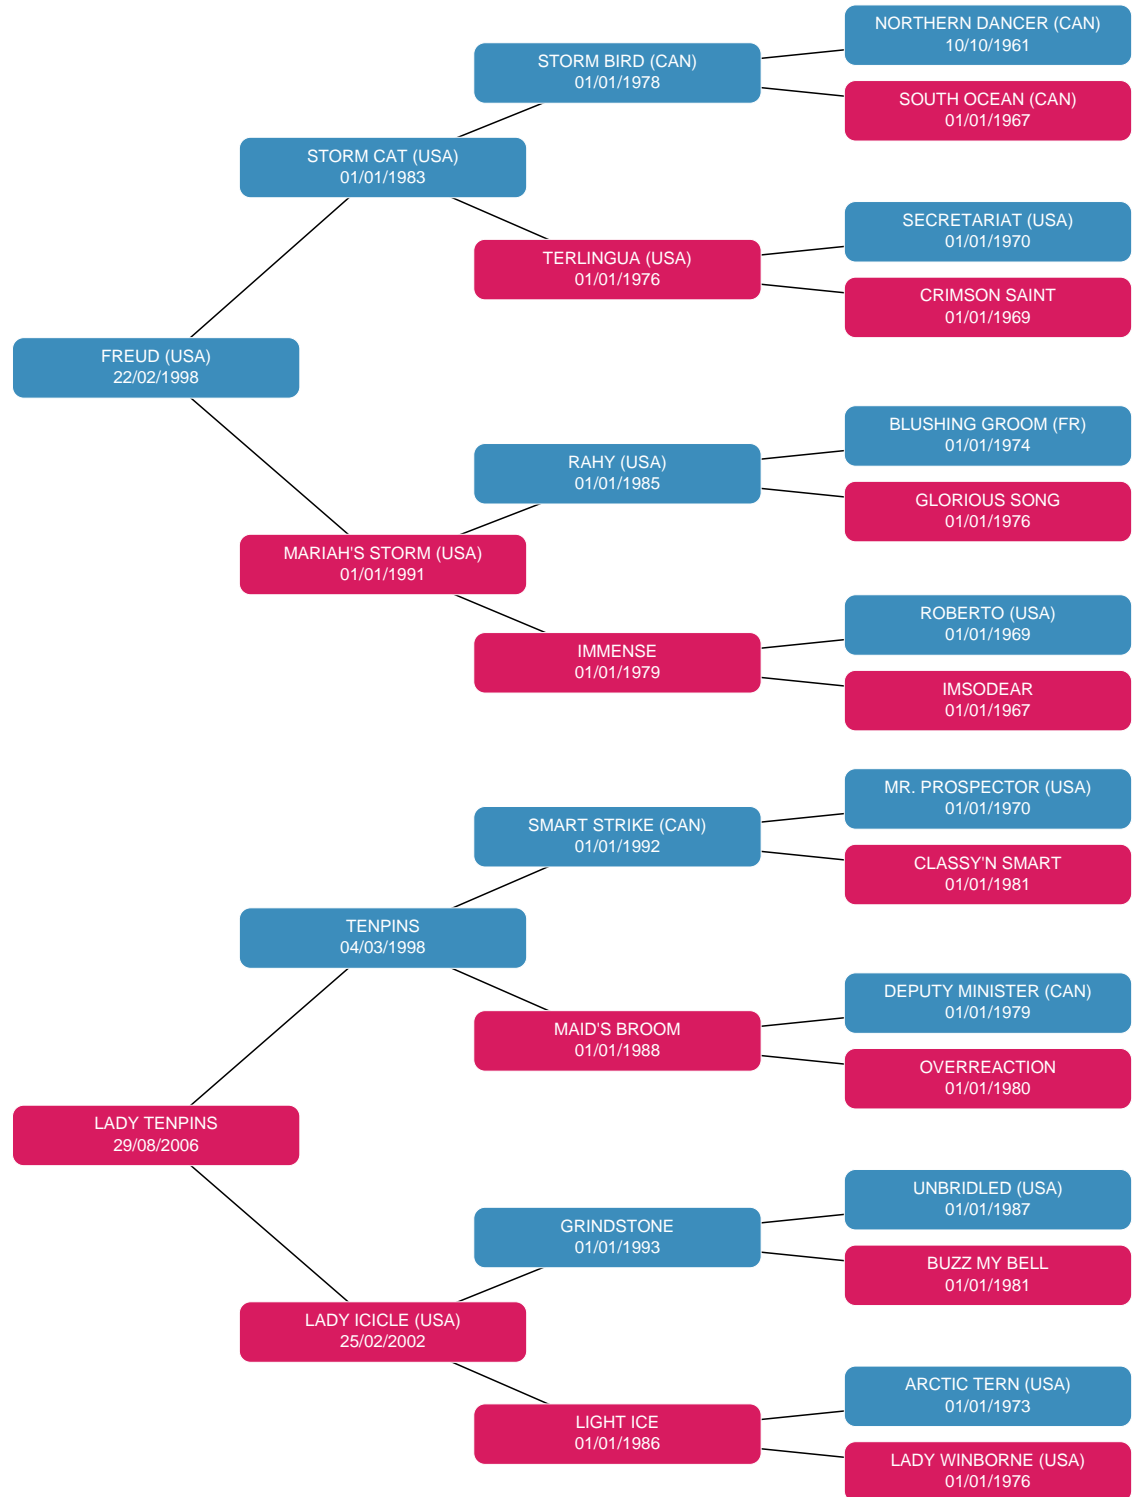 NORTHERN DANCER (CAN)
10/10/1961
STORM BIRD (CAN)
01/01/1978
SOUTH OCEAN (CAN)
01/01/1967
STORM CAT (USA)
01/01/1983
SECRETARIAT (USA)
01/01/1970
TERLINGUA (USA)
01/01/1976
CRIMSON SAINT
01/01/1969
FREUD (USA)
22/02/1998
BLUSHING GROOM (FR)
01/01/1974
RAHY (USA)
01/01/1985
GLORIOUS SONG
01/01/1976
MARIAH'S STORM (USA)
01/01/1991
ROBERTO (USA)
01/01/1969
IMMENSE
01/01/1979
IMSODEAR
01/01/1967
MR. PROSPECTOR (USA)
01/01/1970
SMART STRIKE (CAN)
01/01/1992
CLASSY'N SMART
01/01/1981
TENPINS
04/03/1998
DEPUTY MINISTER (CAN)
01/01/1979
MAID'S BROOM
01/01/1988
OVERREACTION
01/01/1980
LADY TENPINS
29/08/2006
UNBRIDLED (USA)
01/01/1987
GRINDSTONE
01/01/1993
BUZZ MY BELL
01/01/1981
LADY ICICLE (USA)
25/02/2002
ARCTIC TERN (USA)
01/01/1973
LIGHT ICE
01/01/1986
LADY WINBORNE (USA)
01/01/1976